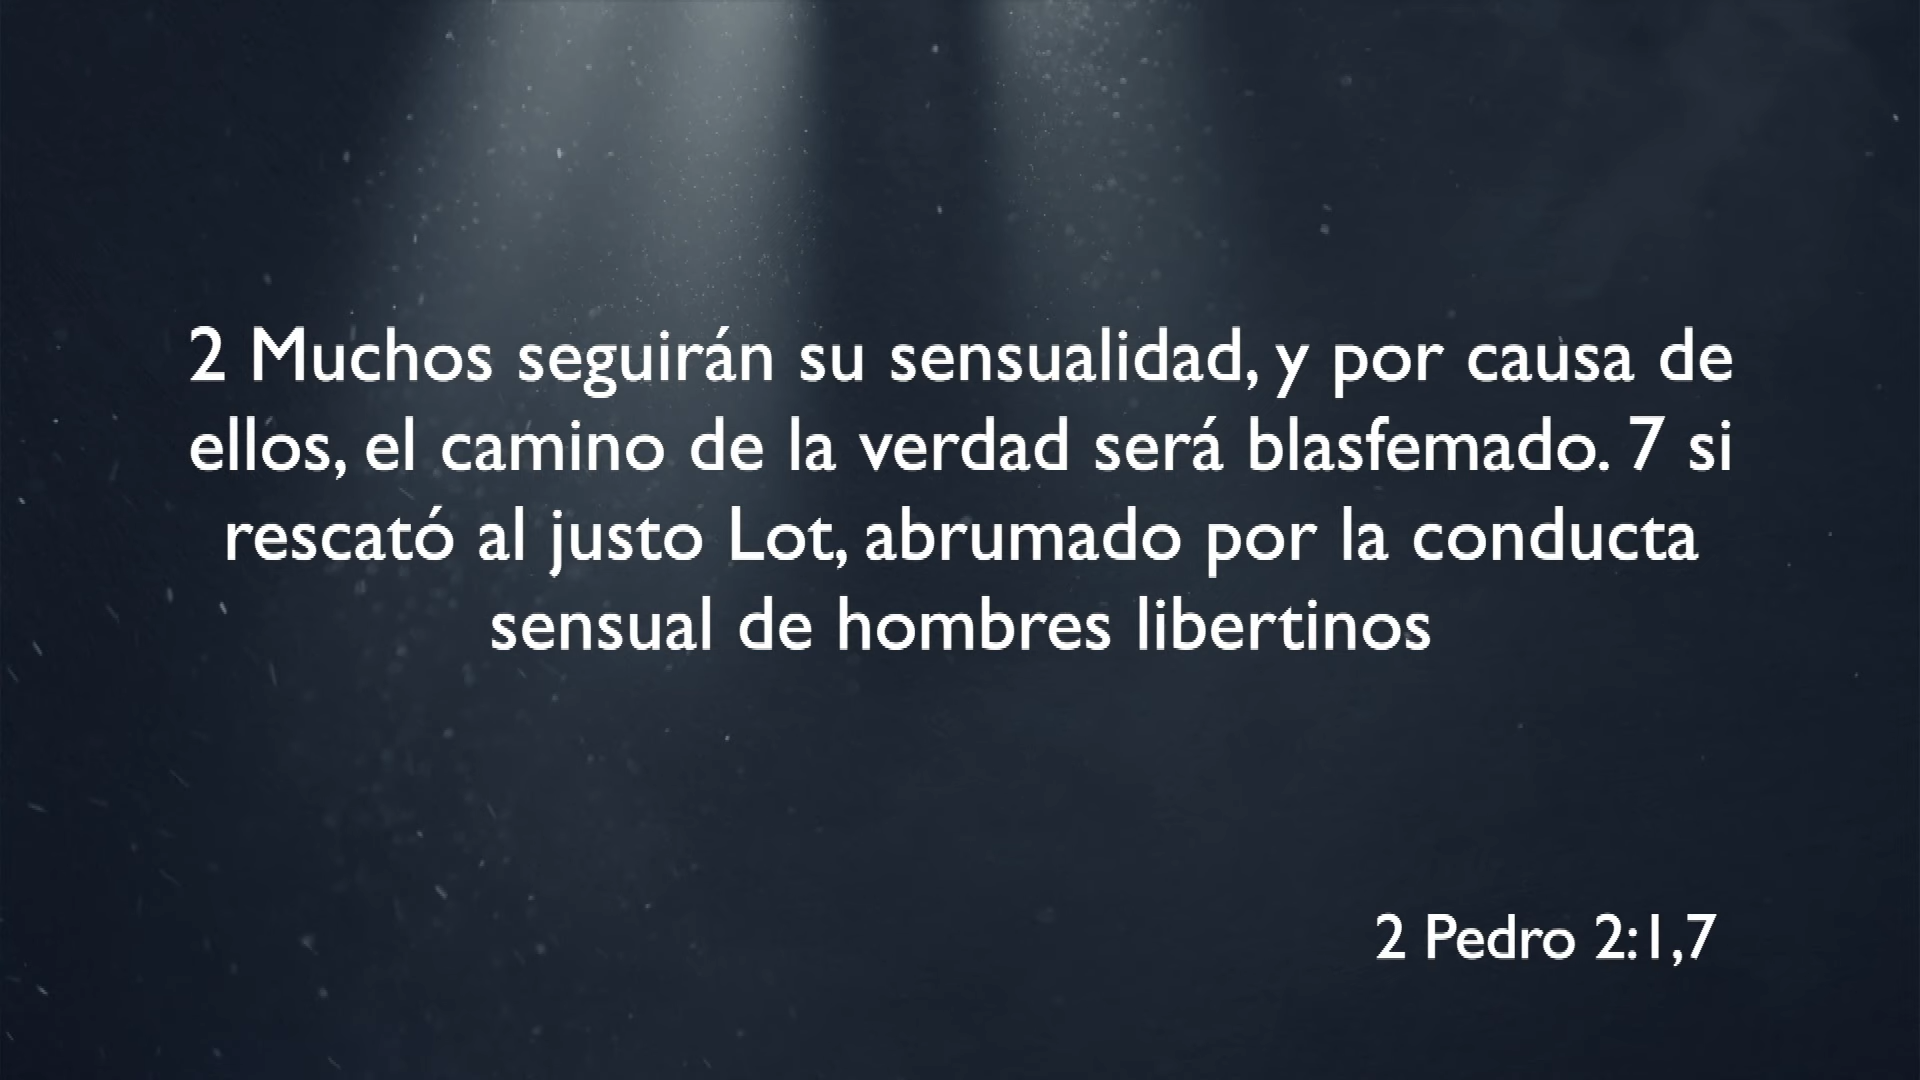 2 Muchos seguirán su sensualidad, y por causa de
ellos, el camino de la verdad será blasfemado. 7 si
rescató al justo Lot, abrumado por la conducta
sensual de hombres libertinos
2 Pedro 2:1,7